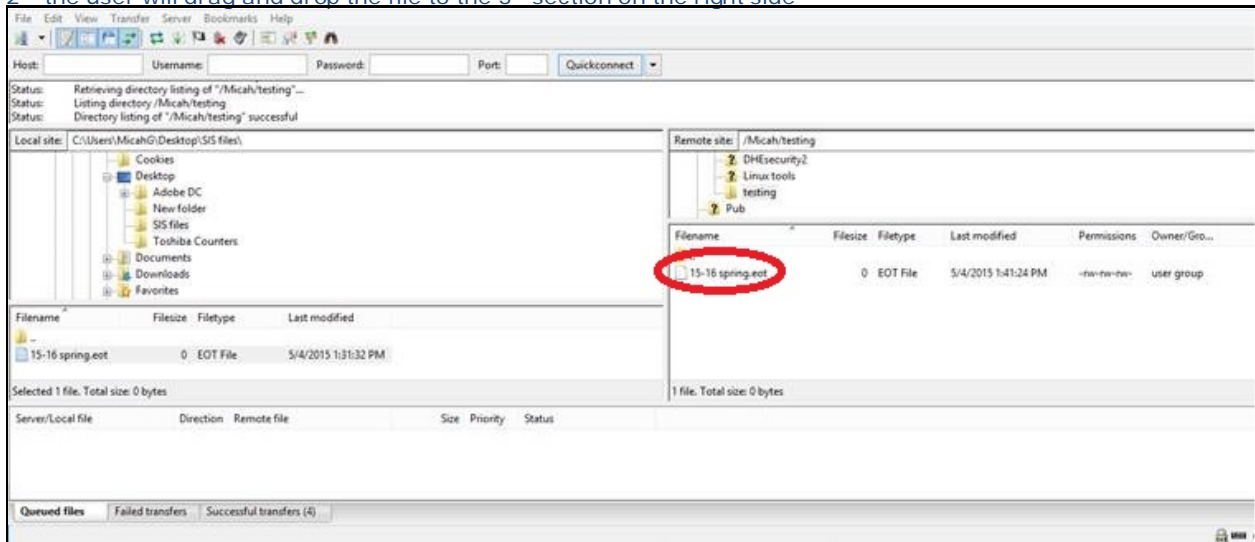 2 the user will drag and drop the file to the 3 section on the right side
File Edit View Transfer Server Bookmarks Help
Host: Username: Password: Port: Quickconnect
Status: Retrieving directory listing of "/Micah/testing"...
Status: Listing directory /Micah/testing
Status: Directory listing of "/Micah/testing" successful
Local site: C:\Users\MicahG\Desktop\SIS files\
Cookies
Desktop
Adobe DC
New folder
SIS files
Toshiba Counters
Documents
Downloads
Favorites
Filename Filesize Filetype Last modified
..
15-16 spring.eot 0 EOT File 5/4/2015 1:31:32 PM
Selected 1 file. Total size: 0 bytes
Remote site: /Micah/testing
? DHEsecurity2
? Linux tools
testing
? Pub
Filename Filesize Filetype Last modified Permissions Owner/Gro...
..
15-16 spring.eot 0 EOT File 5/4/2015 1:41:24 PM -rw-rw-rw- user group
1 file. Total size: 0 bytes
Server/Local file Direction Remote file Size Priority Status
Queued files Failed transfers Successful transfers (4)